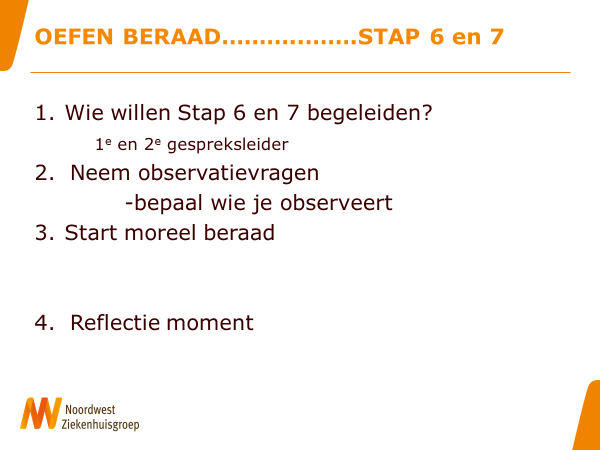 OEFEN BERAAD..................STAP 6 en 7
1. Wie willen Stap 6 en 7 begeleiden?
1e en 2e gespreksleider
2. Neem observatievragen
-bepaal wie je observeert
3. Start moreel beraad
4. Reflectie moment
Noordwest
Ziekenhuisgroep